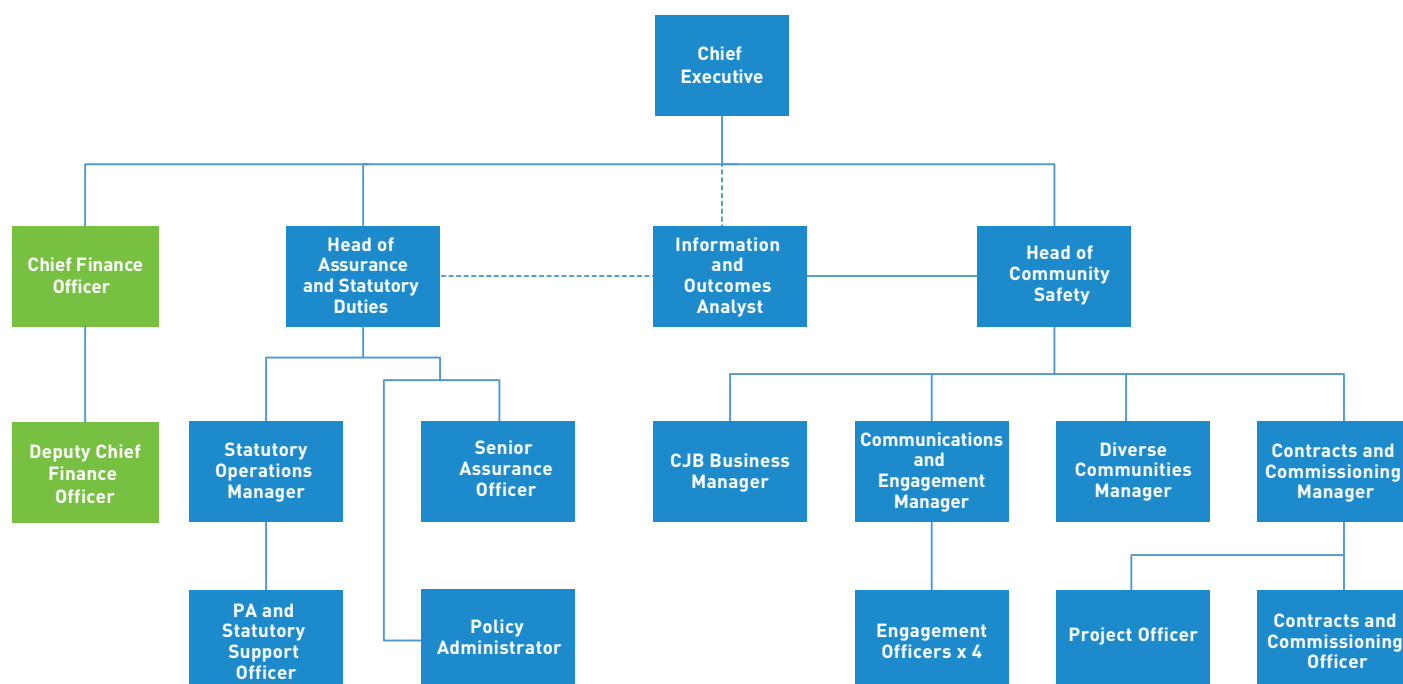 Chief
Executive
Chief Finance
Officer
Head of
Assurance
and Statutory
Duties
Information
and
Outcomes
Analyst
Head of
Community
Safety
Deputy Chief
Finance
Officer
Statutory
Operations
Manager
Senior
Assurance
Officer
CJB Business
Manager
Communications
and
Engagement
Manager
Diverse
Communities
Manager
Contracts and
Commissioning
Manager
PA and
Statutory
Support
Officer
Policy
Administrator
Engagement
Officers x 4
Project Officer
Contracts and
Commissioning
Officer